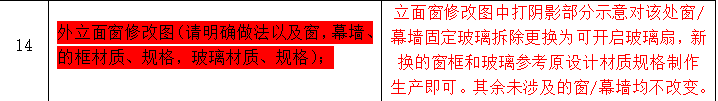 14
外立面窗修改图(请明确做法以及窗，幕墙、
的框材质、规格，玻璃材质、规格)；
立面窗修改图中打阴影部分示意对该处窗/
幕墙固定玻璃拆除更换为可开启玻璃扇，新
换的窗框和玻璃参考原设计材质规格制作
生产即可。其余未涉及的窗/幕墙均不改变。